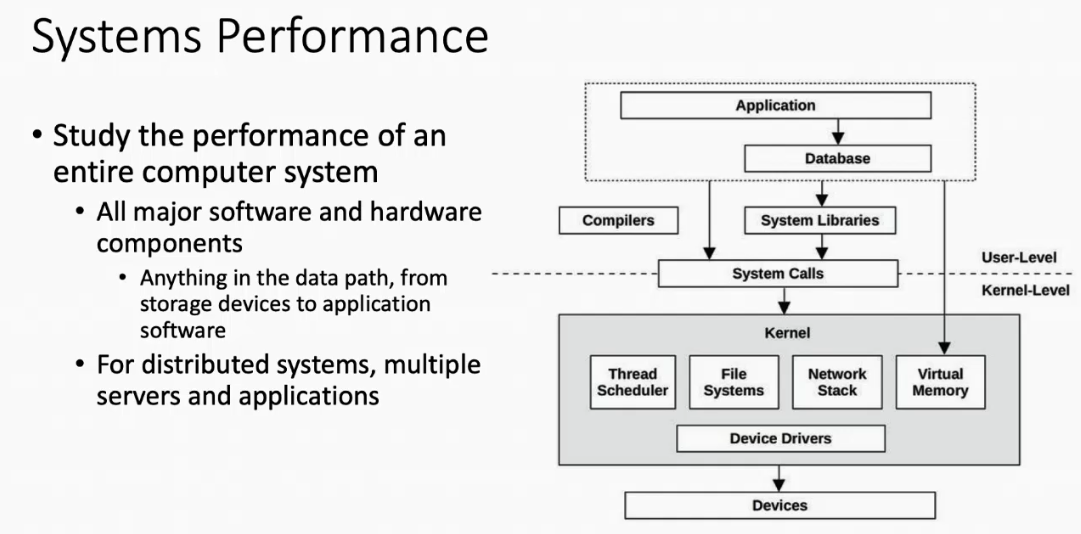 Systems Performance
• Study the performance of an
entire computer system
• All major software and hardware
components
• Anything in the data path, from
storage devices to application
software
• For distributed systems, multiple
servers and applications
Application
Database
Compilers
System Libraries
System Calls
User-Level
Kernel-Level
Kernel
Thread
Scheduler
File
Systems
Network
Stack
Virtual
Memory
Device Drivers
Devices